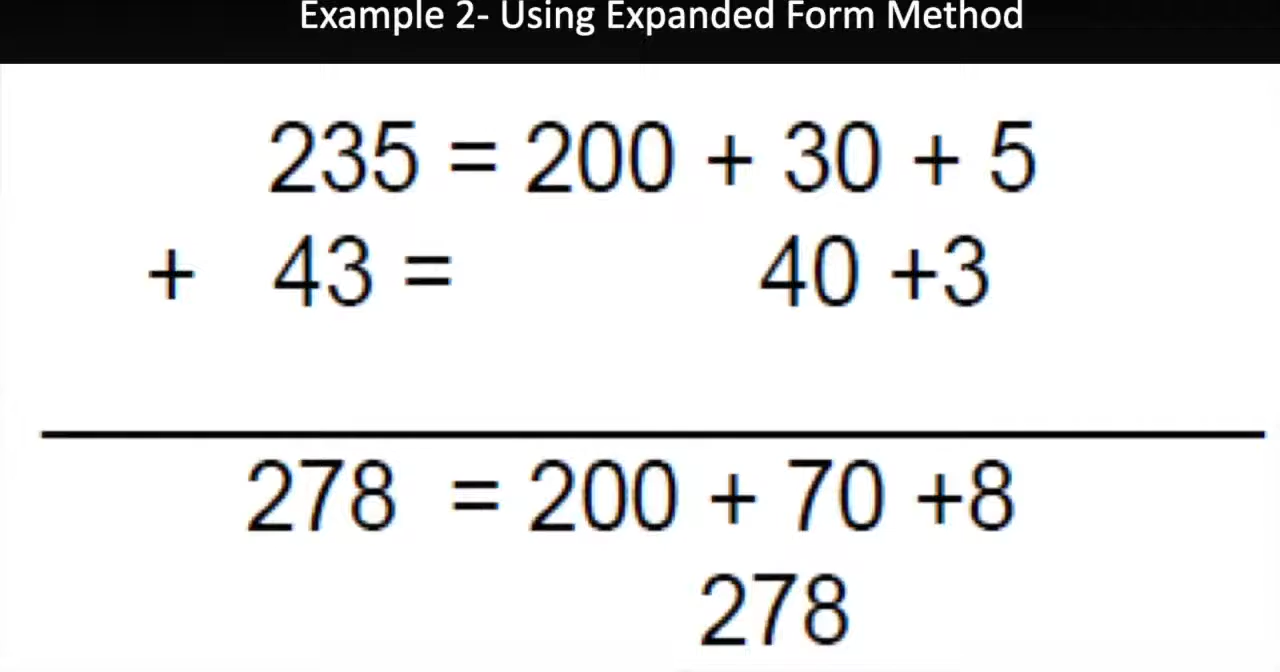 Example 2- Using Expanded Form Method
235 = 200 + 30 + 5
+ 43 = 40 +3
278 = 200 + 70 +8
278